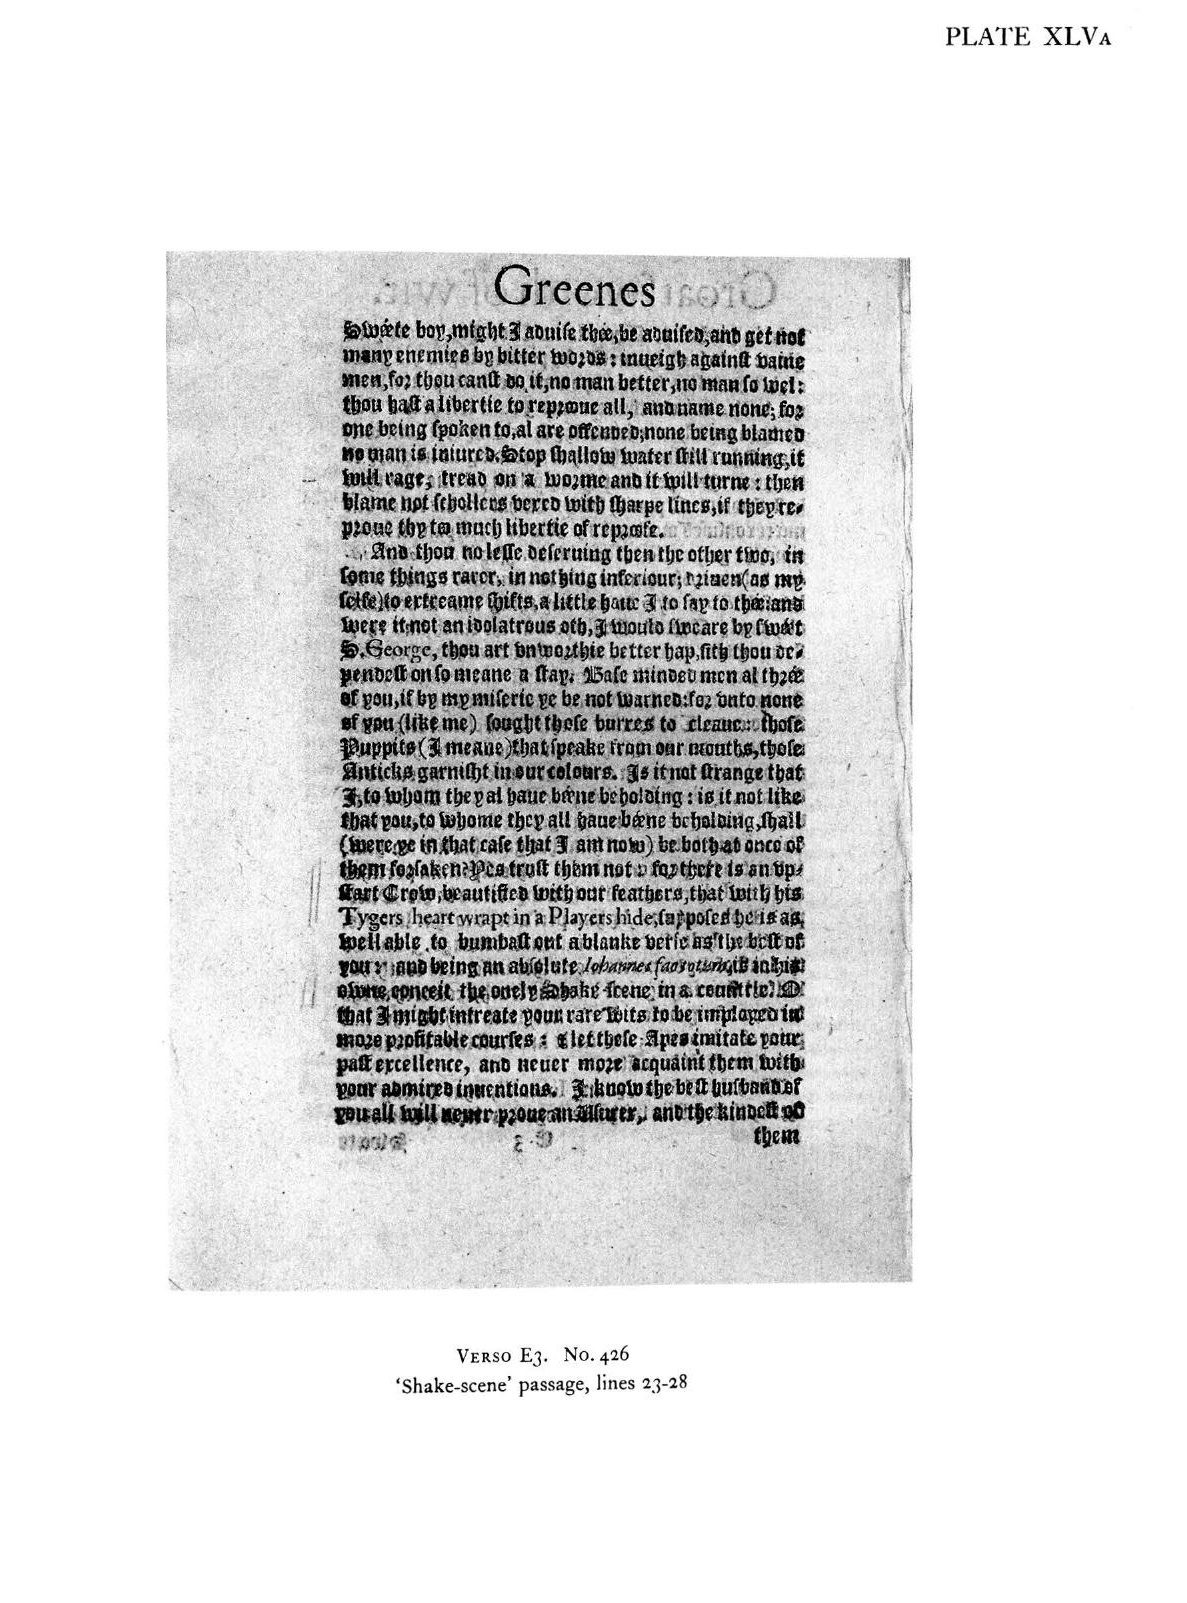 PLATE XLVA
Greenes
Sweete boy, might I aduise thee, be aduised, and get not
many enemies by bitter words: inueigh against vaine
men, for thou canst do it, no man better, no man so wel:
thou hast a libertie to reprooue all, and name none; for
one being spoken to, al are offended; none being blamed
no man is iniured. Stop shallow water still running, it
will rage, tread on a worme and it will turne: then
blame not schollers vexed with sharpe lines, if they re-
proue thy too much libertie of reproofe.
And thou no lesse deseruing then the other two, in
some things rarer, in nothing inferiour; driuen (as my
selfe) to extreame shifts, a little haue I to say to thee: and
were it not an idolatrous oth, I would sweare by sweet
S. George, thou art vnworthie better hap, sith thou de-
pendest on so meane a stay. Base minded men al three
of you, if by my miserie ye be not warned: for vnto none
of you (like me) sought those burres to cleaue: those
Puppits (I meane) that speake from our mouths, those
Anticks garnisht in our colours. Is it not strange that
I, to whom they al haue beene beholding: is it not like
that you, to whome they all haue beene beholding, shall
(were ye in that case that I am now) be both at once of
them forsaken? Yes trust them not: for there is an vp-
start Crow, beautified with our feathers, that with his
Tygers heart wrapt in a Players hide, supposes he is as
well able to bumbast out a blanke verse as the best of
you: and being an absolute Iohannes fac totum, is in his
owne conceit the onely Shake-scene in a countrie. O
that I might intreate your rare wits to be imployed in
more profitable courses: & let those Apes imitate your
past excellence, and neuer more acquaint them with
your admired inuentions. I know the best husband of
you all will neuer proue an Usurer, and the kindest of
them
VERSO E3. No. 426
‘Shake-scene’ passage, lines 23-28